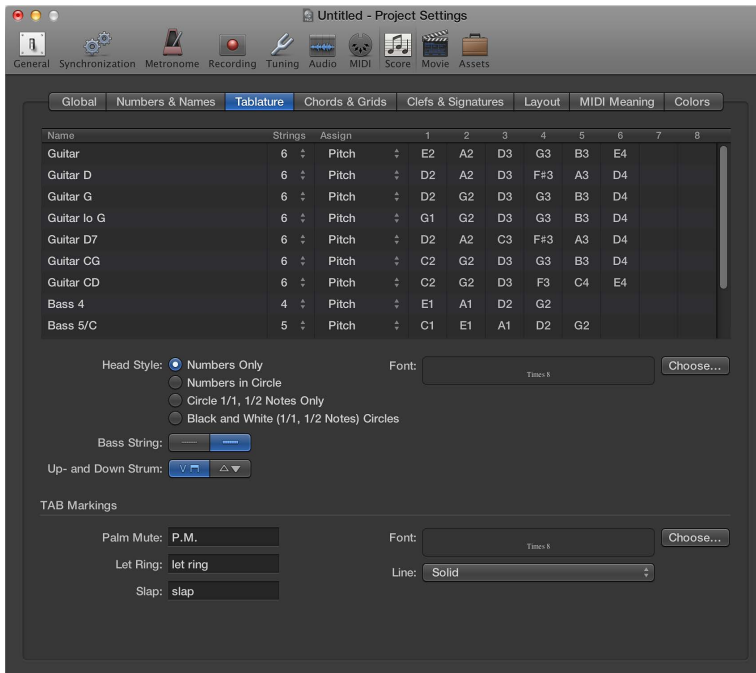 Untitled - Project Settings
General Synchronization Metronome Recording Tuning Audio MIDI Score Movie Assets
Global Numbers & Names Tablature Chords & Grids Clefs & Signatures Layout MIDI Meaning Colors
Name Strings Assign 1 2 3 4 5 6 7 8
Guitar 6 Pitch E2 A2 D3 G3 B3 E4
Guitar D 6 Pitch D2 A2 D3 F#3 A3 D4
Guitar G 6 Pitch D2 G2 D3 G3 B3 D4
Guitar lo G 6 Pitch G1 G2 D3 G3 B3 D4
Guitar D7 6 Pitch D2 A2 C3 F#3 A3 D4
Guitar CG 6 Pitch C2 G2 D3 G3 B3 D4
Guitar CD 6 Pitch C2 G2 D3 F3 C4 E4
Bass 4 4 Pitch E1 A1 D2 G2
Bass 5/C 5 Pitch C1 E1 A1 D2 G2
Head Style: Numbers Only Font: Times 8 Choose...
Numbers in Circle
Circle 1/1, 1/2 Notes Only
Black and White (1/1, 1/2 Notes) Circles
Bass String:
Up- and Down Strum: V
TAB Markings
Palm Mute: P.M. Font: Times 8 Choose...
Let Ring: let ring Line: Solid
Slap: slap